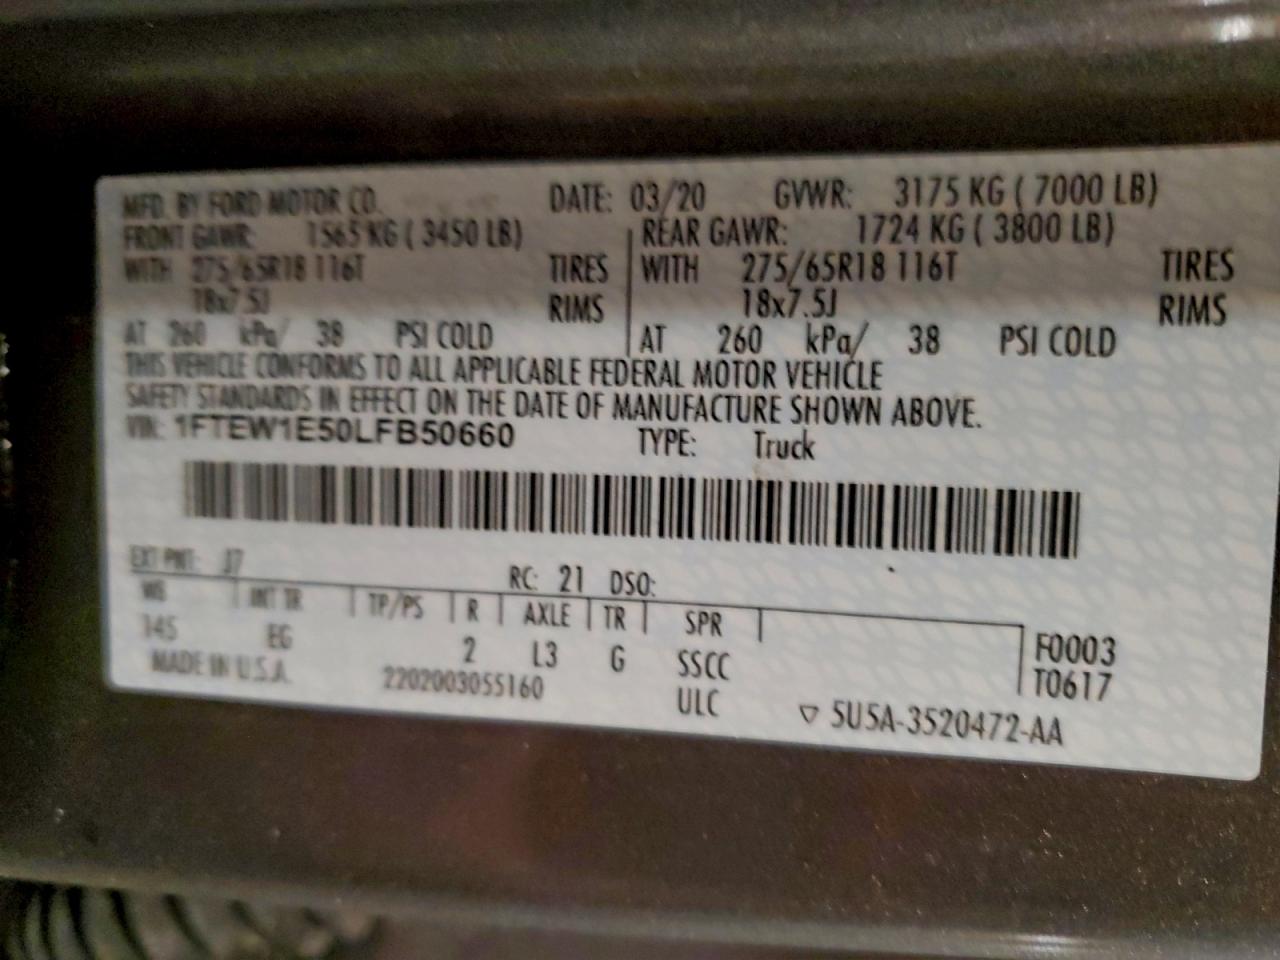 MFD. BY FORD MOTOR CO. DATE: 03/20 GVWR: 3175 KG ( 7000 LB)
FRONT GAWR: 1565 KG ( 3450 LB) REAR GAWR: 1724 KG ( 3800 LB)
WITH 275/65R18 116T TIRES WITH 275/65R18 116T TIRES
18x7.5J RIMS 18x7.5J RIMS
AT 260 kPa/ 38 PSI COLD AT 260 kPa/ 38 PSI COLD
THIS VEHICLE CONFORMS TO ALL APPLICABLE FEDERAL MOTOR VEHICLE
SAFETY STANDARDS IN EFFECT ON THE DATE OF MANUFACTURE SHOWN ABOVE.
VIN: 1FTEW1E50LFB50660 TYPE: Truck
EXT PNT: J7 RC: 21 DSO:
WB INT TR TP/PS R AXLE TR SPR
145 EG 2 L3 G SSCC F0003
MADE IN U.S.A. 2202003055160 ULC T0617
▽ 5U5A-3520472-AA